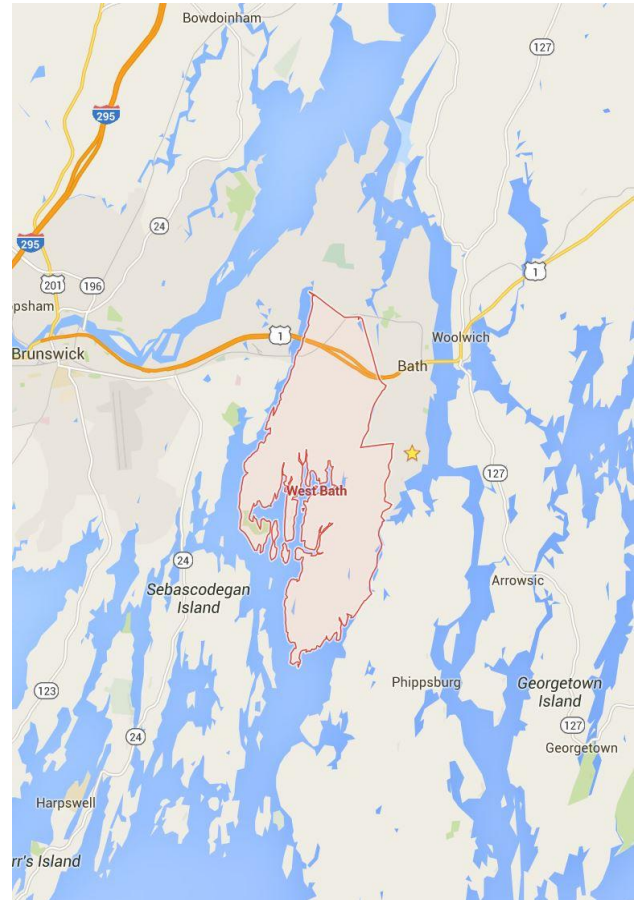 Bowdoinham
127
295
24
295
1
201
196
opsham
1
Woolwich
Brunswick
Bath
127
West Bath
24
Arrowsic
Sebascodegan
Island
Phippsburg
Georgetown
Island
123
127
24
Georgetown
Harpswell
rr's Island